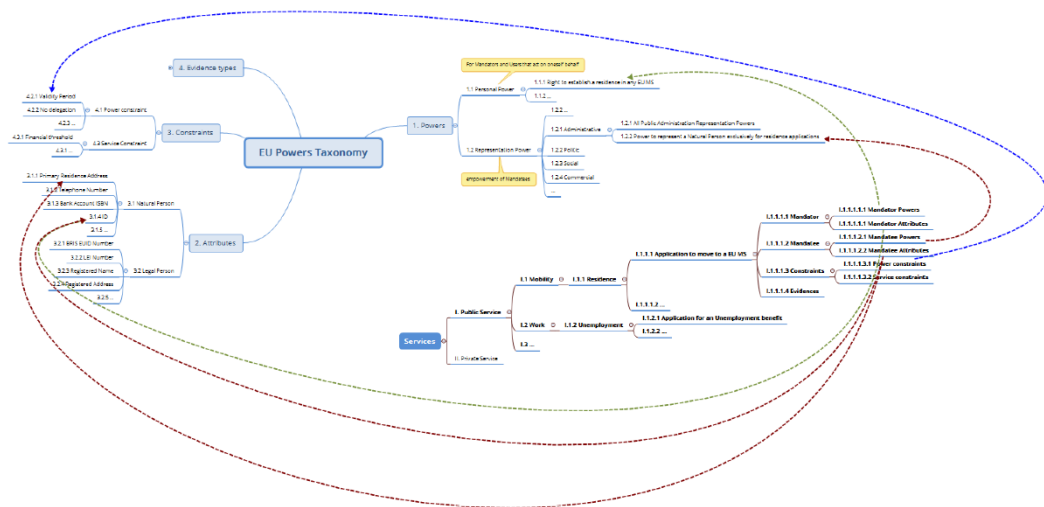 4. Evidence types
For Mandators and Users that act on oneself behalf
4.2.1 Validity Period
4.2.2 No delegation
4.2.3 ...
4.1 Power constraint
4.2.1 Financial threshold
4.3.1 ...
4.3 Service Constraint
3. Constraints
EU Powers Taxonomy
1. Powers
1.1 Personal Power
1.1.1 Right to establish a residence in any EU MS
1.1.2 ...
1.2.2 ...
1.2.1 Administrative
1.2.1 All Public Administration Representation Powers
1.2.2 Power to represent a Natural Person exclusively for residence applications
1.2 Representation Power
1.2.2 Police
1.2.3 Social
1.2.4 Commercial
...
empowerment of Mandatees
3.1.1 Primary Residence Address
3.1.2 Telephone Number
3.1.3 Bank Account ISBN
3.1.4 ID
3.1.5 ...
3.1 Natural Person
2. Attributes
3.2.1 BRIS EUID Number
3.2.2 LEI Number
3.2.3 Registered Name
3.2.4 Registered Address
3.2.5 ...
3.2 Legal Person
Services
I. Public Service
I.1 Mobility
I.1.1 Residence
I.1.1.1 Application to move to a EU MS
I.1.1.1.1 Mandator
I.1.1.1.1.1 Mandator Powers
I.1.1.1.1.1 Mandator Attributes
I.1.1.1.2 Mandatee
I.1.1.1.2.1 Mandatee Powers
I.1.1.1.2.2 Mandatee Attributes
I.1.1.1.3 Constraints
I.1.1.1.3.1 Power constraints
I.1.1.1.3.2 Service constraints
I.1.1.1.4 Evidences
I.1.1.1.2 ...
I.2 Work
I.1.2 Unemployment
I.1.2.1 Application for an Unemployment benefit
I.1.2.2 ...
I.3 ...
II. Private Service